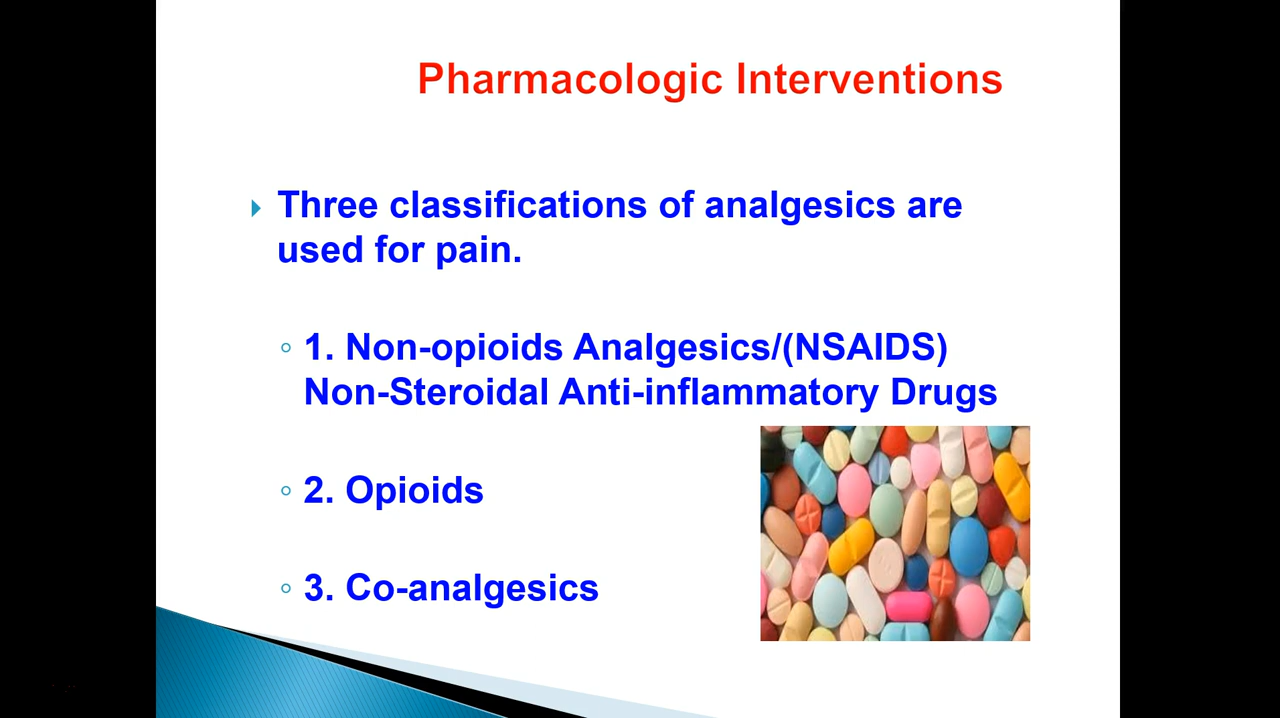 Pharmacologic Interventions
Three classifications of analgesics are
used for pain.
1. Non-opioids Analgesics/(NSAIDS)
Non-Steroidal Anti-inflammatory Drugs
2. Opioids
3. Co-analgesics